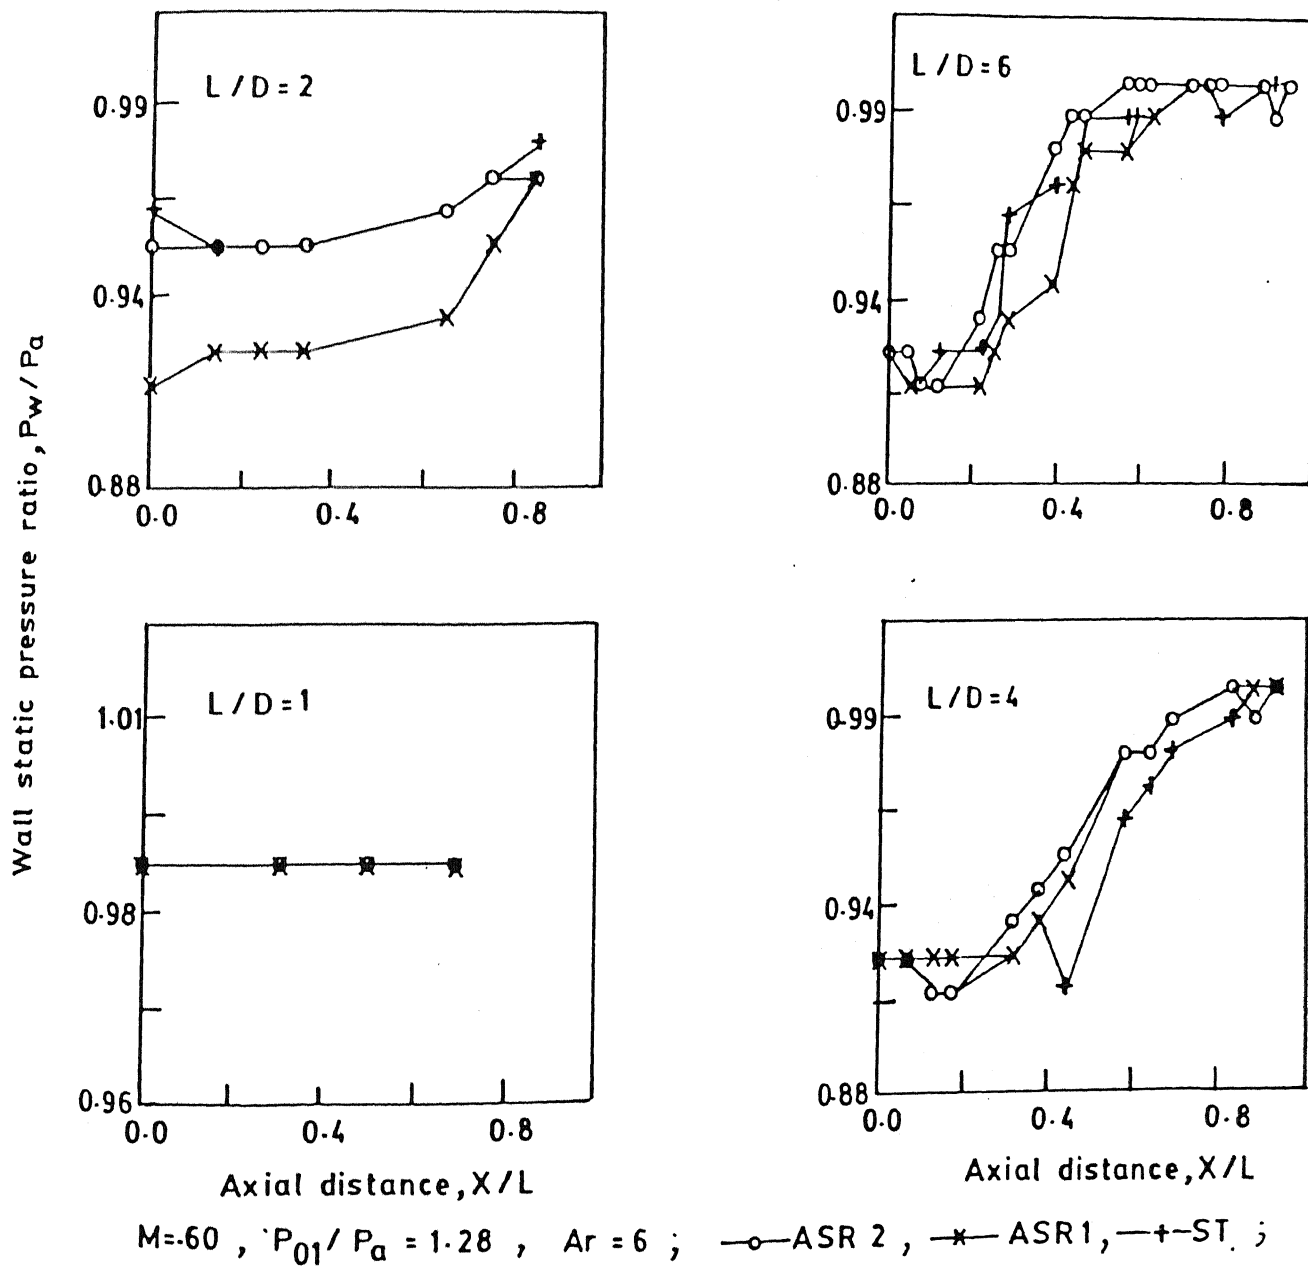 L/D=2
0.99
0.94
0.88
0.0 0.4 0.8
L/D=6
0.99
0.94
0.88
0.0 0.4 0.8
Wall static pressure ratio, Pw/Pa
L/D=1
1.01
0.98
0.96
0.0 0.4 0.8
Axial distance, X/L
L/D=4
0.99
0.94
0.88
0.0 0.4 0.8
Axial distance, X/L
M=.60 , P01/Pa = 1.28 , Ar = 6 ; —o— ASR 2 , —x— ASR1, —+— ST. ;